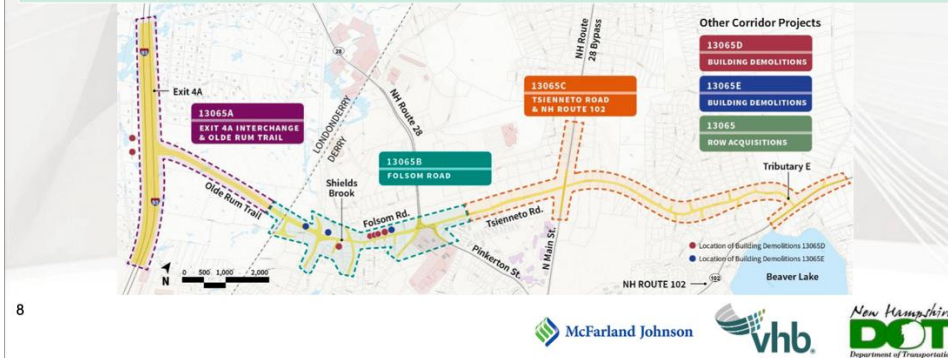 Other Corridor Projects
13065D
BUILDING DEMOLITIONS
13065E
BUILDING DEMOLITIONS
13065
ROW ACQUISITIONS
NH Route
28 Bypass
28
93
Exit 4A
13065A
EXIT 4A INTERCHANGE
& OLDE RUM TRAIL
LONDONDERRY
DERRY
NH Route 28
13065C
TSIENNETO ROAD
& NH ROUTE 102
13065B
FOLSOM ROAD
Tributary E
Olde Rum Trail
Shields
Brook
Folsom Rd.
Tsienneto Rd.
93
Pinkerton St.
N Main St.
Location of Building Demolitions 13065D
Location of Building Demolitions 13065E
N
0 500 1,000 2,000
NH ROUTE 102
102
Beaver Lake
8
McFarland Johnson
vhb
New Hampshire
DOT
Department of Transportation